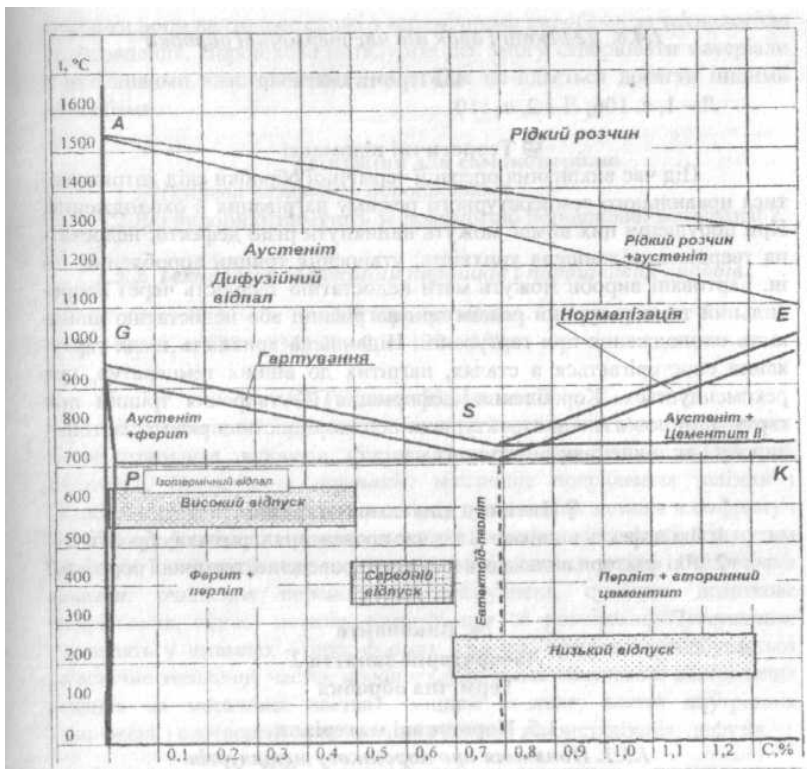 t, °C
1600
1500
1400
1300
1200
1100
1000
900
800
700
600
500
400
300
200
100
0
A
Рідкий розчин
Аустеніт
Дифузійний
відпал
Рідкий розчин
+аустеніт
G
Нормалізація
E
Гартування
S
Аустеніт
+ферит
Аустеніт +
Цементит II
P
K
Ізотермічний відпал
Високий відпуск
Ферит +
перліт
Середній
відпуск
Евтектоїд-перліт
Перліт + вторинний
цементит
Низький відпуск
0,1 0,2 0,3 0,4 0,5 0,6 0,7 0,8 0,9 1,0 1,1 1,2 C,%